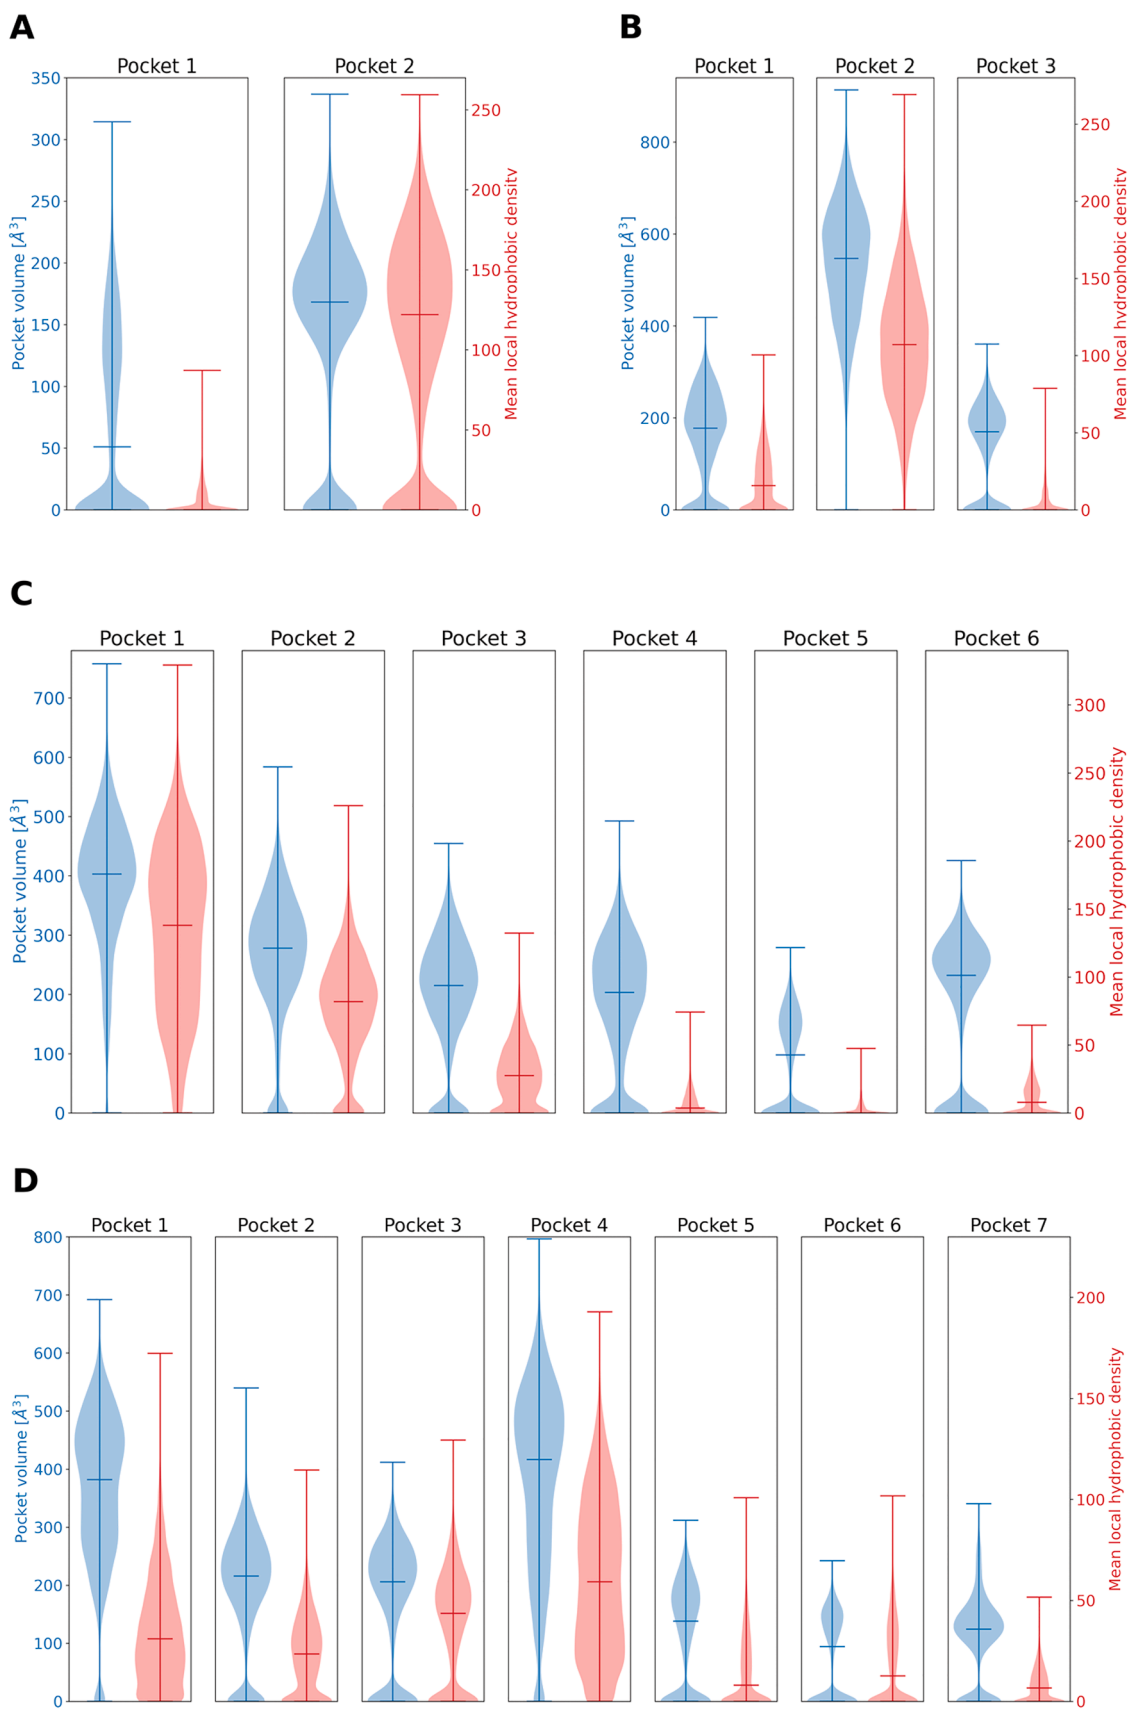 A
Pocket 1
Pocket 2
350
300
250
200
150
100
50
0
Pocket volume [Å³]
250
200
150
100
50
0
Mean local hydrophobic density
B
Pocket 1
Pocket 2
Pocket 3
800
600
400
200
0
Pocket volume [Å³]
250
200
150
100
50
0
Mean local hydrophobic density
C
Pocket 1
Pocket 2
Pocket 3
Pocket 4
Pocket 5
Pocket 6
700
600
500
400
300
200
100
0
Pocket volume [Å³]
300
250
200
150
100
50
0
Mean local hydrophobic density
D
Pocket 1
Pocket 2
Pocket 3
Pocket 4
Pocket 5
Pocket 6
Pocket 7
800
700
600
500
400
300
200
100
0
Pocket volume [Å³]
200
150
100
50
0
Mean local hydrophobic density